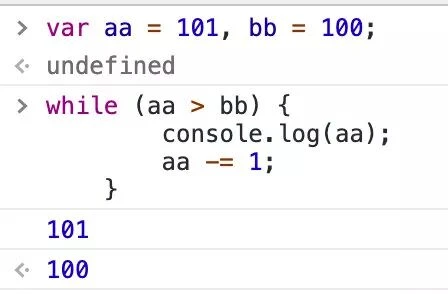 > var aa = 101, bb = 100;
<· undefined
> while (aa > bb) {
console.log(aa);
aa -= 1;
}
101
<· 100